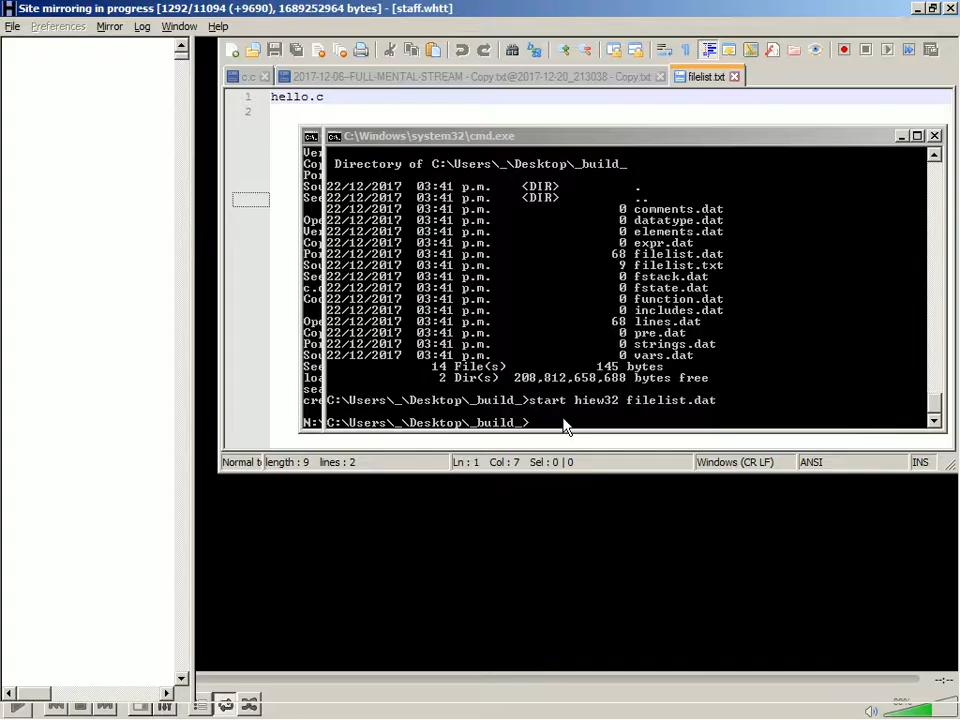 Site mirroring in progress [1292/11094 (+9690), 1689252964 bytes] - [staff.whtt]
File Preferences Mirror Log Window Help
c.c 2017-12-06--FULL-MENTAL-STREAM - Copy.txt@2017-12-20_213038 - Copy.txt filelist.txt
1 hello.c
2
C:\Windows\system32\cmd.exe
Directory of C:\Users\_\Desktop\_build_
22/12/2017 03:41 p.m. <DIR> .
22/12/2017 03:41 p.m. <DIR> ..
22/12/2017 03:41 p.m. 0 comments.dat
22/12/2017 03:41 p.m. 0 datatype.dat
22/12/2017 03:41 p.m. 0 elements.dat
22/12/2017 03:41 p.m. 0 expr.dat
22/12/2017 03:41 p.m. 68 filelist.dat
22/12/2017 03:41 p.m. 9 filelist.txt
22/12/2017 03:41 p.m. 0 fstack.dat
22/12/2017 03:41 p.m. 0 fstate.dat
22/12/2017 03:41 p.m. 0 function.dat
22/12/2017 03:41 p.m. 0 includes.dat
22/12/2017 03:41 p.m. 68 lines.dat
22/12/2017 03:41 p.m. 0 pre.dat
22/12/2017 03:41 p.m. 0 strings.dat
22/12/2017 03:41 p.m. 0 vars.dat
14 File(s) 145 bytes
2 Dir(s) 208,812,658,688 bytes free
C:\Users\_\Desktop\_build_>start hiew32 filelist.dat
N:\ C:\Users\_\Desktop\_build_>
Normal t length : 9 lines : 2 Ln : 1 Col : 7 Sel : 0 | 0 Windows (CR LF) ANSI INS
--:--